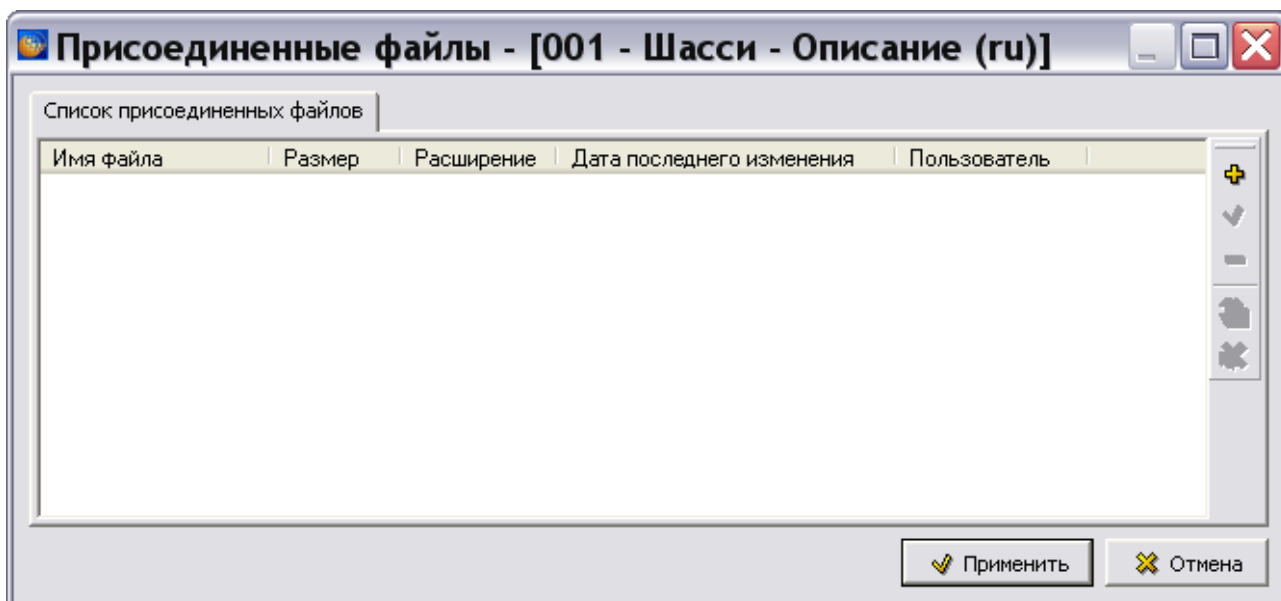 Присоединенные файлы - [001 - Шасси - Описание (ru)]
Список присоединенных файлов
Имя файла Размер Расширение Дата последнего изменения Пользователь
Применить Отмена